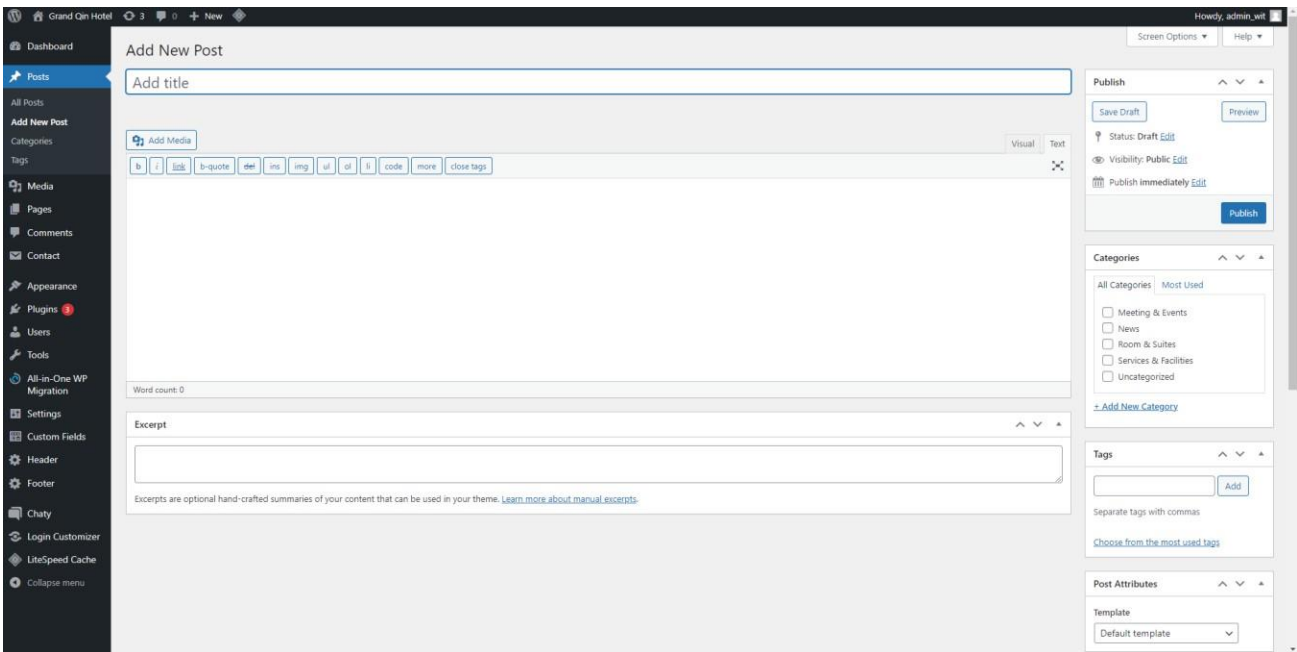 Grand Qin Hotel 3 0 + New
Howdy, admin_wit
Screen Options Help
Dashboard
Posts
All Posts
Add New Post
Categories
Tags
Media
Pages
Comments
Contact
Appearance
Plugins 3
Users
Tools
All-in-One WP
Migration
Settings
Custom Fields
Header
Footer
Chaty
Login Customizer
LiteSpeed Cache
Collapse menu
Add New Post
Add title
Add Media
Visual Text
b i link b-quote del ins img ul ol li code more close tags
Word count: 0
Excerpt
Excerpts are optional hand-crafted summaries of your content that can be used in your theme. Learn more about manual excerpts.
Publish
Save Draft Preview
Status: Draft Edit
Visibility: Public Edit
Publish immediately Edit
Publish
Categories
All Categories Most Used
Meeting & Events
News
Room & Suites
Services & Facilities
Uncategorized
+ Add New Category
Tags
Add
Separate tags with commas
Choose from the most used tags
Post Attributes
Template
Default template